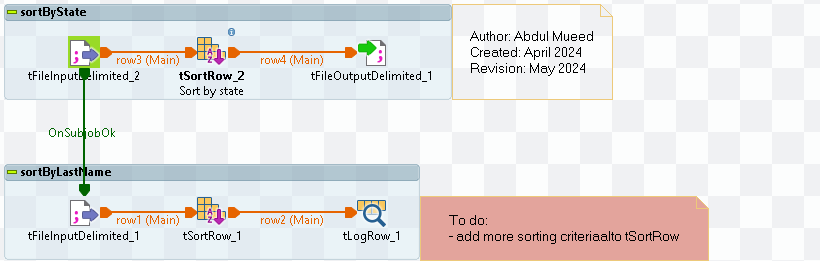 sortByState
Author: Abdul Mueed
Created: April 2024
Revision: May 2024
row3 (Main)
row4 (Main)
tFileInputDelimited_2
tSortRow_2
tFileOutputDelimited_1
Sort by state
OnSubjobOk
sortByLastName
row1 (Main)
row2 (Main)
tFileInputDelimited_1
tSortRow_1
tLogRow_1
To do:
- add more sorting criteriaalto tSortRow